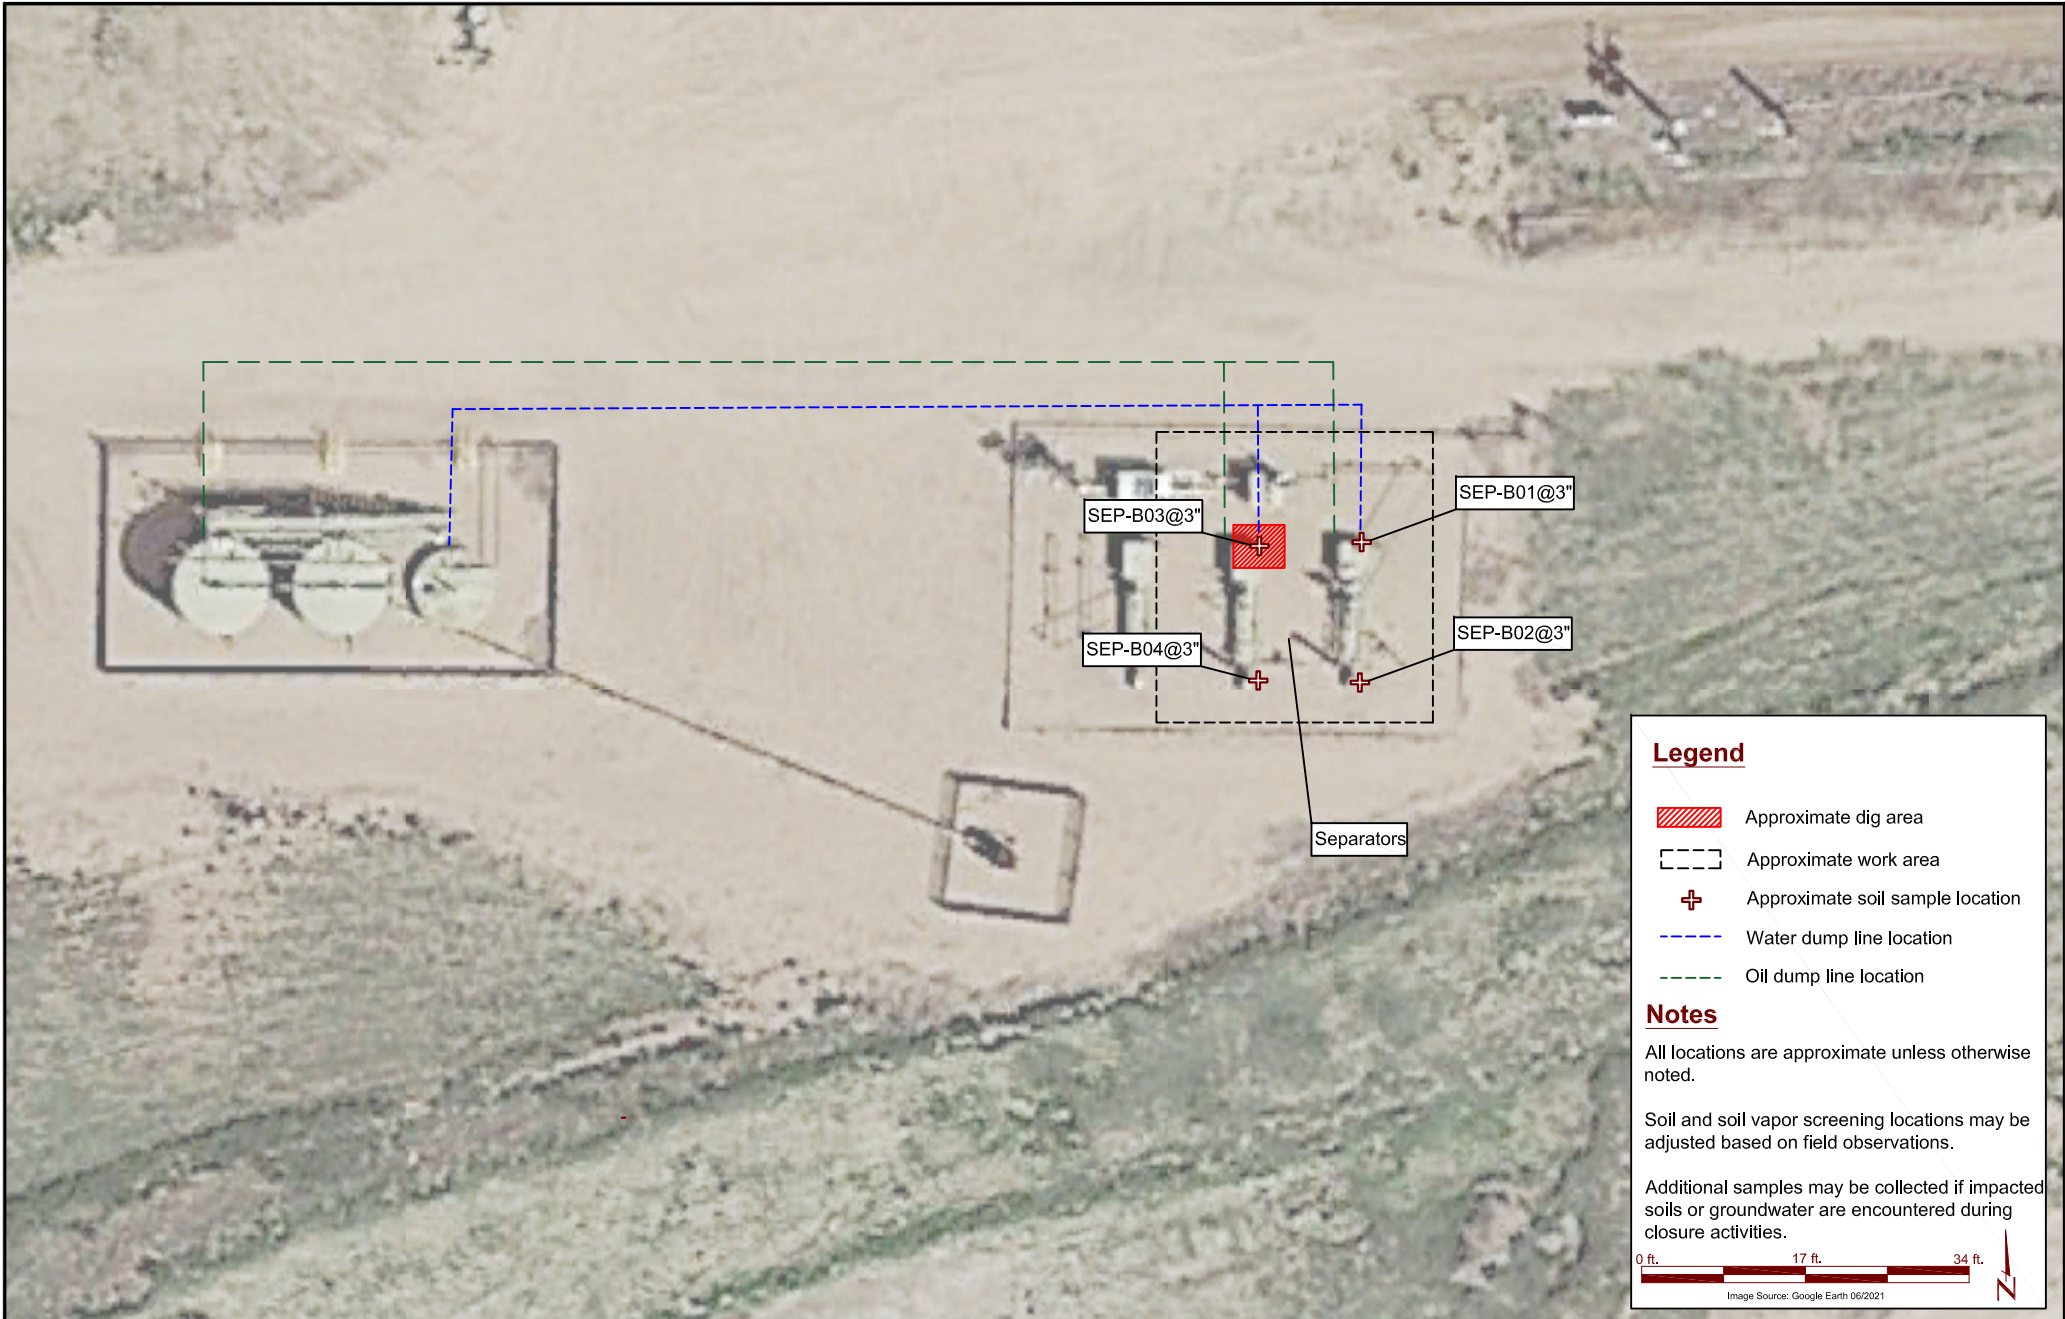 SEP-B01@3"
SEP-B03@3"
SEP-B02@3"
SEP-B04@3"
Separators
Legend
Approximate dig area
Approximate work area
Approximate soil sample location
Water dump line location
Oil dump line location
Notes
All locations are approximate unless otherwise
noted.
Soil and soil vapor screening locations may be
adjusted based on field observations.
Additional samples may be collected if impacted
soils or groundwater are encountered during
closure activities.
0 ft. 17 ft. 34 ft.
Image Source: Google Earth 06/2021
N